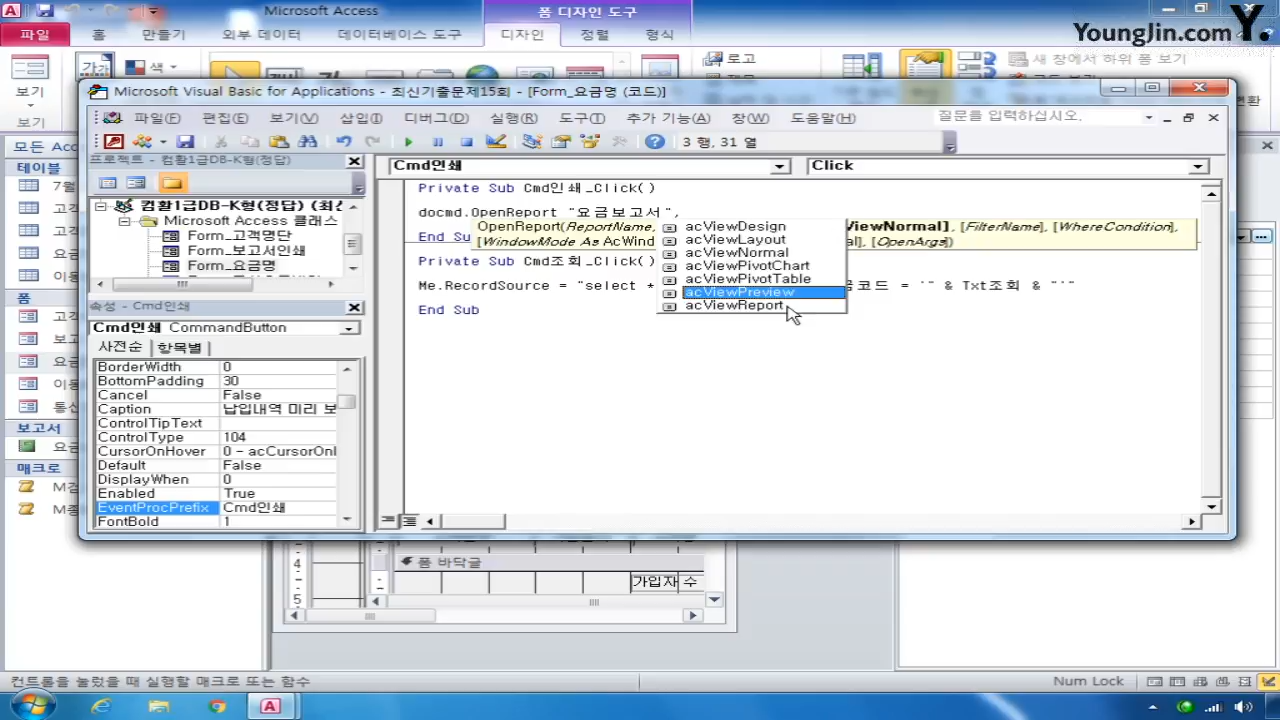 Microsoft Access
폼 디자인 도구
YoungJin.com Y.
파일
홈
만들기
외부 데이터
데이터베이스 도구
디자인
정렬
형식
보기
가가
색
로고
새 창에서 하위 폼 보기
보기
Microsoft Visual Basic for Applications - 최신기출문제15회 - [Form_요금명 (코드)]
파일(F) 편집(E) 보기(V) 삽입(I) 디버그(D) 실행(R) 도구(T) 추가 기능(A) 창(W) 도움말(H)
질문을 입력하십시오.
3 행, 31 열
프로젝트 - 컴활1급DB-K형(정답)
컴활1급DB-K형(정답) (최신
Microsoft Access 클래스
Form_고객명단
Form_보고서인쇄
Form_요금명
속성 - Cmd인쇄
Cmd인쇄 CommandButton
사전순 항목별
BorderWidth 0
BottomPadding 30
Cancel False
Caption 납입내역 미리 보
ControlTipText
ControlType 104
CursorOnHover 0 - acCursorOnl
Default False
DisplayWhen 0
Enabled True
EventProcPrefix Cmd인쇄
FontBold 1
Cmd인쇄
Click
Private Sub Cmd인쇄_Click()
docmd.OpenReport "요금보고서",
OpenReport(ReportName, ViewNormal], [FilterName], [WhereCondition],
[WindowMode As AcWind al], [OpenArgs])
End Su
acViewDesign
acViewLayout
acViewNormal
acViewPivotChart
acViewPivotTable
acViewPreview
acViewReport
Private Sub Cmd조회_Click()
Me.RecordSource = "select * 코드 = '" & Txt조회 & "'"
End Sub
모든 Acc
테이블
7월
고객
고객
요금
이동
폼
고객
보고
요금
이동
통신
보고서
요금
매크로
M검
M종
4
폼 바닥글
5
가입자 수
컨트롤을 눌렀을 때 실행할 매크로 또는 함수
Num Lock